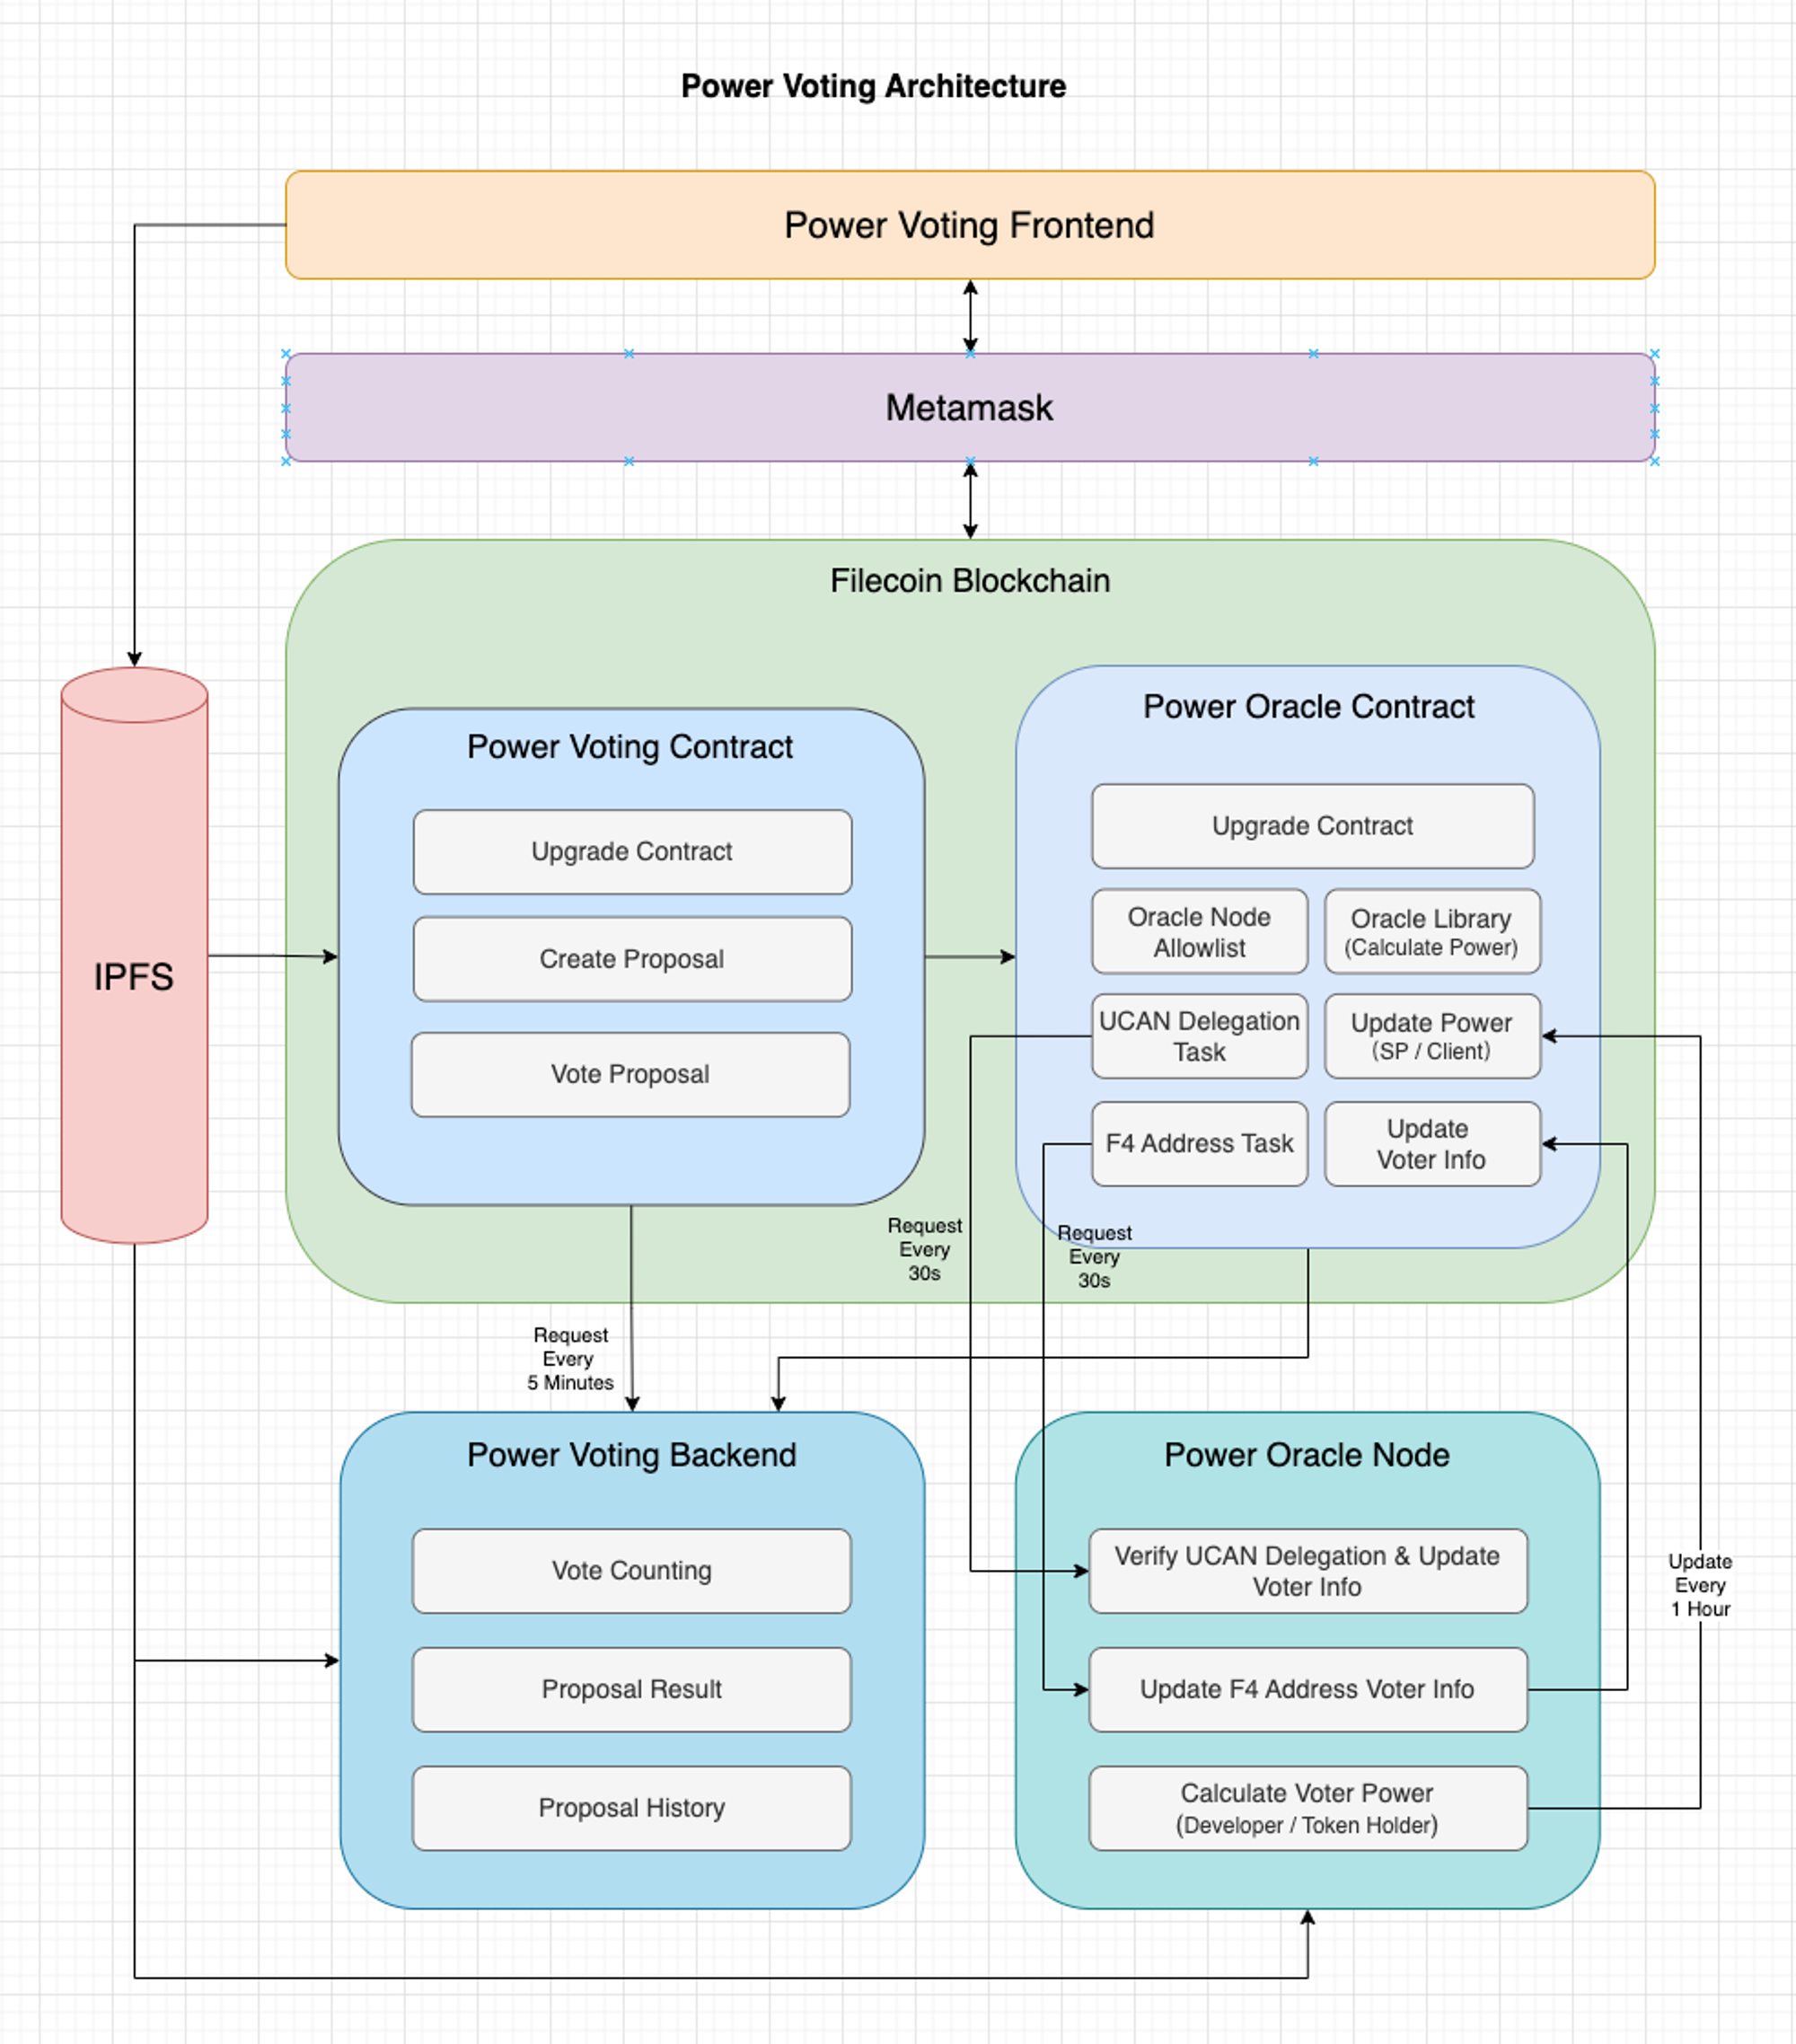 Power Voting Architecture
Power Voting Frontend
Metamask
Filecoin Blockchain
IPFS
Power Voting Contract
Upgrade Contract
Create Proposal
Vote Proposal
Power Oracle Contract
Upgrade Contract
Oracle Node
Allowlist
Oracle Library
(Calculate Power)
UCAN Delegation
Task
Update Power
(SP / Client)
F4 Address Task
Update
Voter Info
Request
Every
30s
Request
Every
30s
Request
Every
5 Minutes
Power Voting Backend
Vote Counting
Proposal Result
Proposal History
Power Oracle Node
Verify UCAN Delegation & Update
Voter Info
Update F4 Address Voter Info
Calculate Voter Power
(Developer / Token Holder)
Update
Every
1 Hour